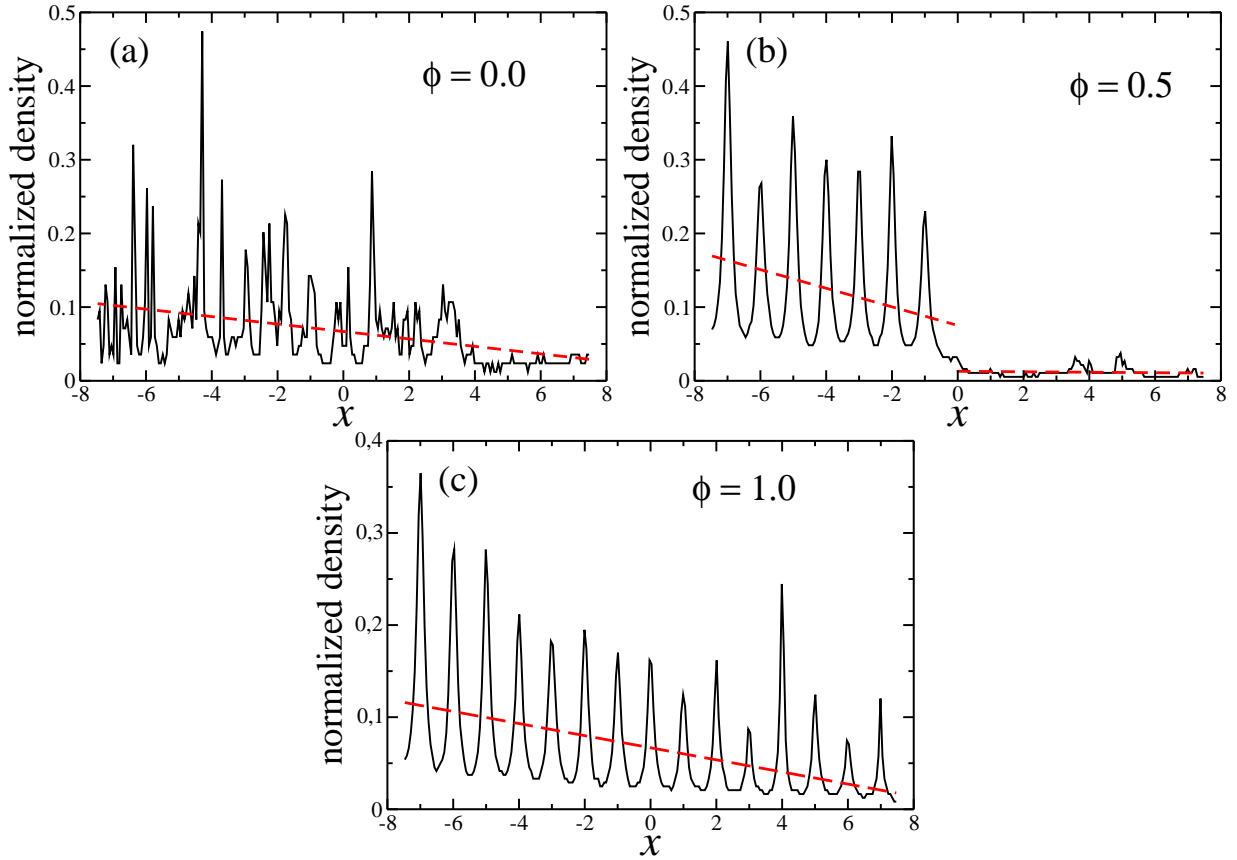 0.5
0.4
0.3
0.2
0.1
0
normalized density
(a)
ϕ = 0.0
-8 -6 -4 -2 0 2 4 6 8
x
0.5
0.4
0.3
0.2
0.1
0
normalized density
(b)
ϕ = 0.5
-8 -6 -4 -2 0 2 4 6 8
x
0,4
0,3
0,2
0,1
0
normalized density
(c)
ϕ = 1.0
-8 -6 -4 -2 0 2 4 6 8
x